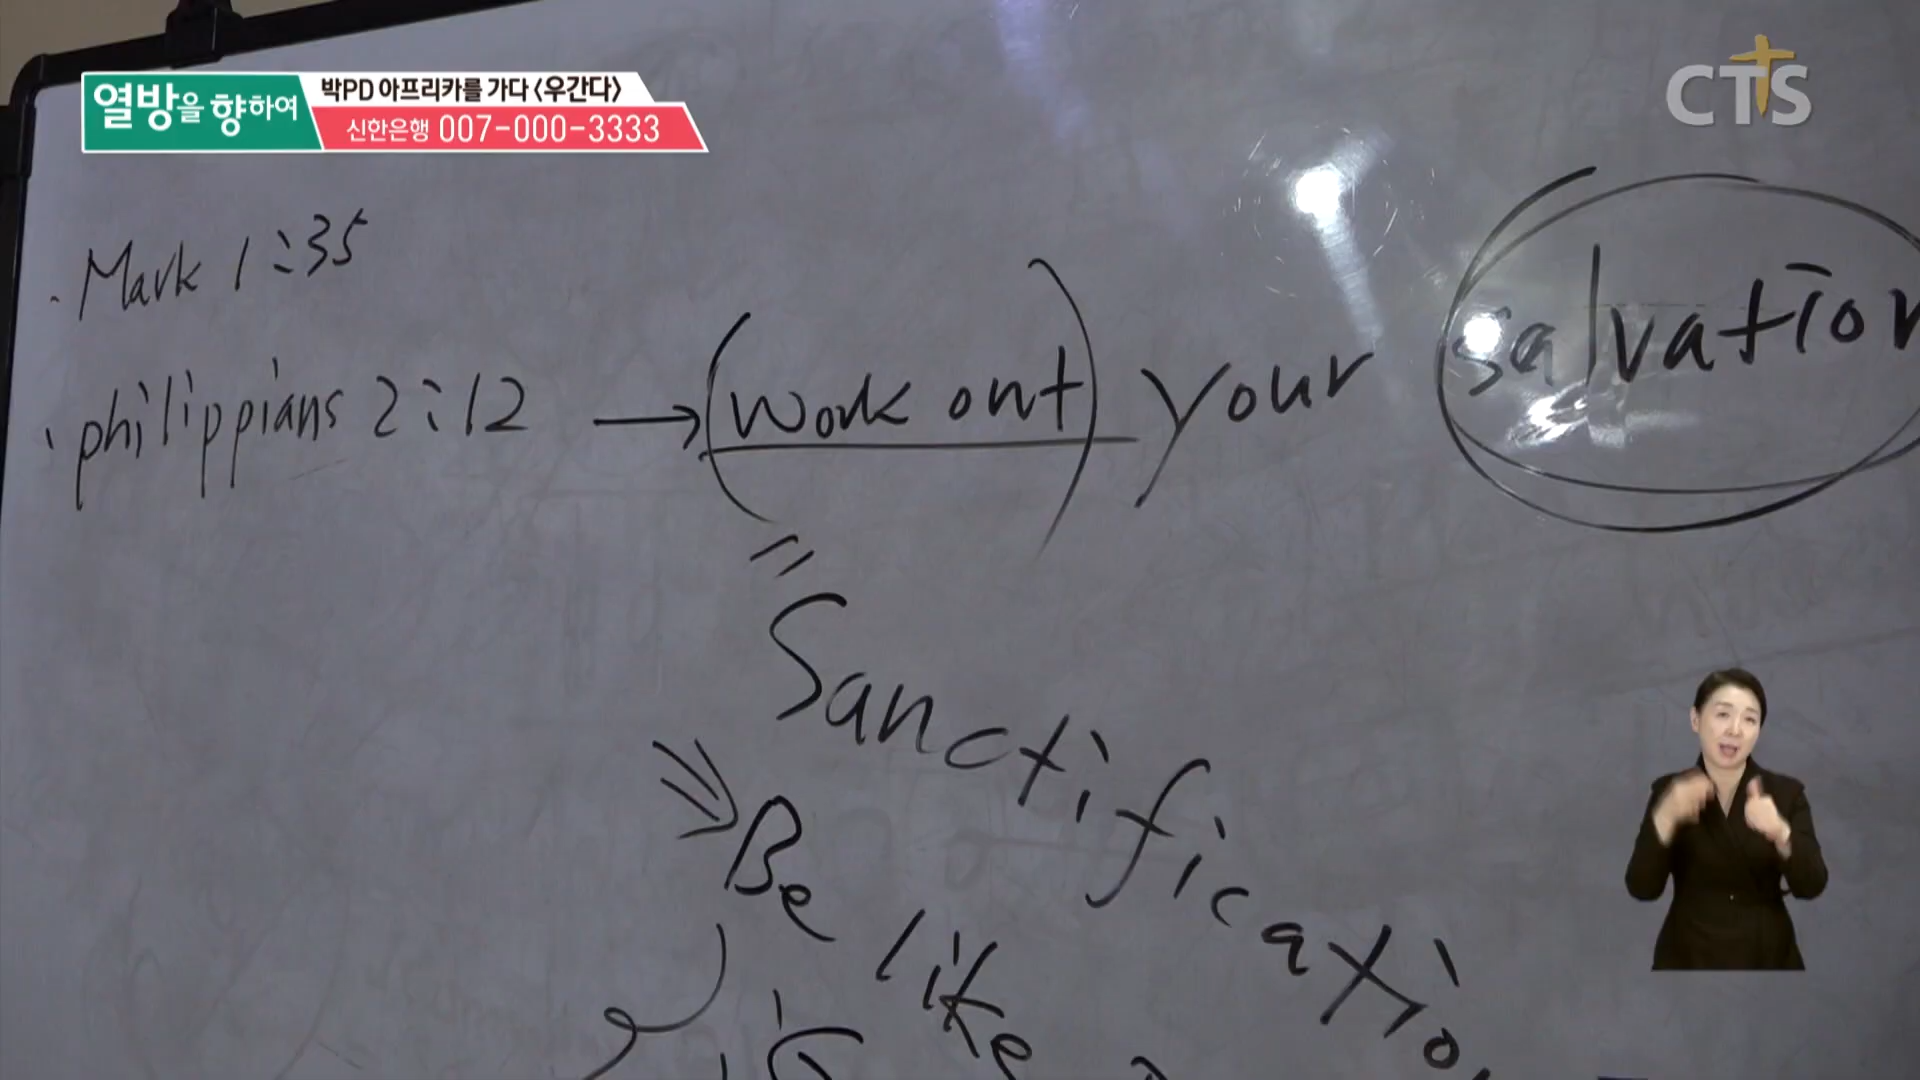 열방을 향하여
박PD 아프리카를 가다 <우간다>
신한은행 007-000-3333
CTS
· Mark 1:35
· philippians 2:12 → (work out) your salvation
= Sanctification
⇒ Be like